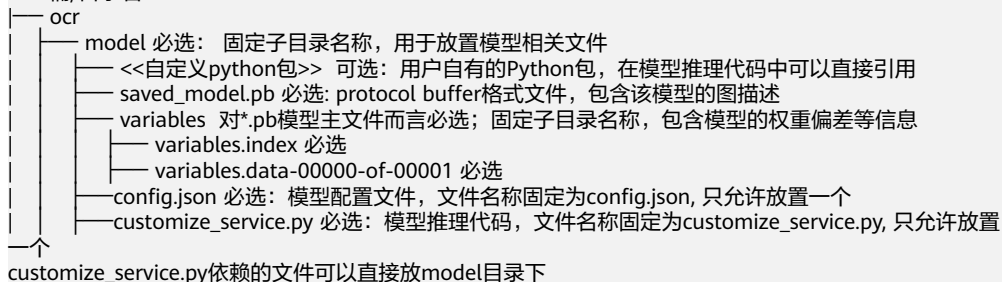 |── ocr
|   ├── model 必选： 固定子目录名称，用于放置模型相关文件
|   |   ├── <<自定义python包>>  可选：用户自有的Python包，在模型推理代码中可以直接引用
|   |   ├── saved_model.pb 必选: protocol buffer格式文件，包含该模型的图描述
|   |   ├── variables  对*.pb模型主文件而言必选；固定子目录名称，包含模型的权重偏差等信息
|   |   |   ├── variables.index 必选
|   |   |   ├── variables.data-00000-of-00001 必选
|   |   ├──config.json 必选：模型配置文件，文件名称固定为config.json, 只允许放置一个
|   |   ├──customize_service.py 必选：模型推理代码，文件名称固定为customize_service.py, 只允许放置
一个
customize_service.py依赖的文件可以直接放model目录下